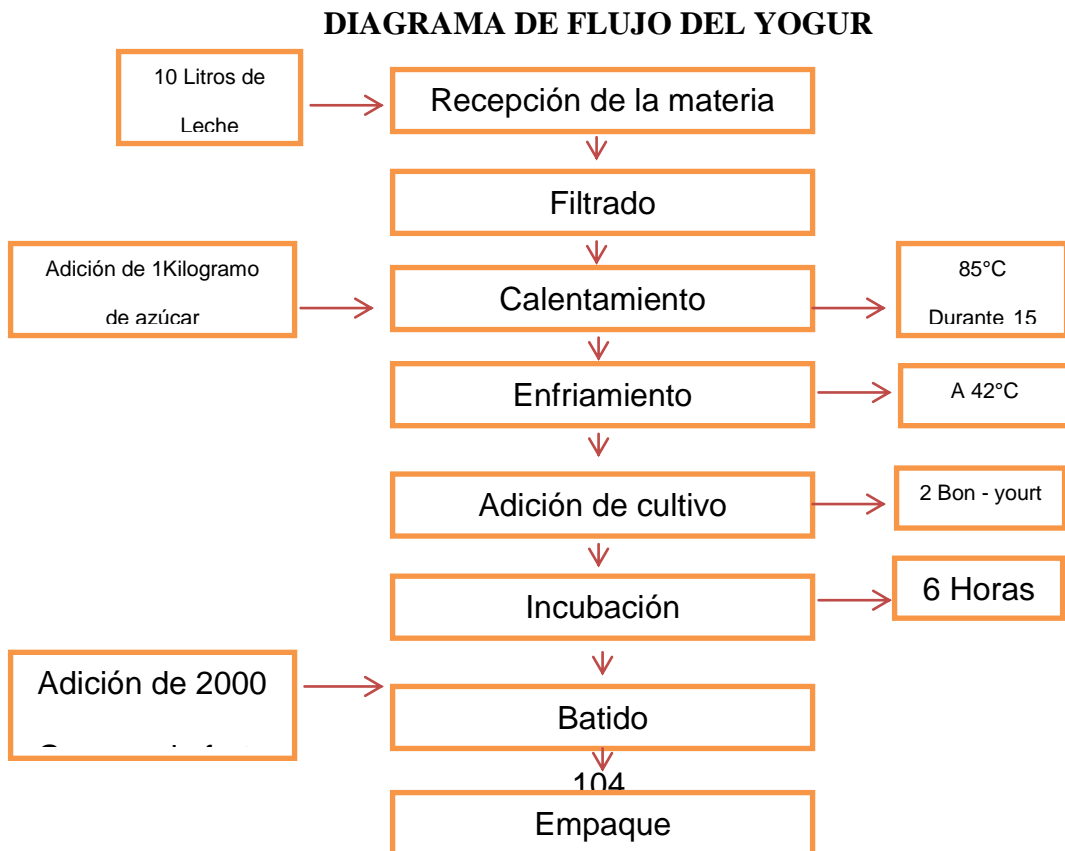 DIAGRAMA DE FLUJO DEL YOGUR
10 Litros de
Leche
Recepción de la materia
Filtrado
Adición de 1Kilogramo
de azúcar
Calentamiento
85°C
Durante 15
Enfriamiento
A 42°C
Adición de cultivo
2 Bon - yourt
Incubación
6 Horas
Adición de 2000
Batido
104
Empaque